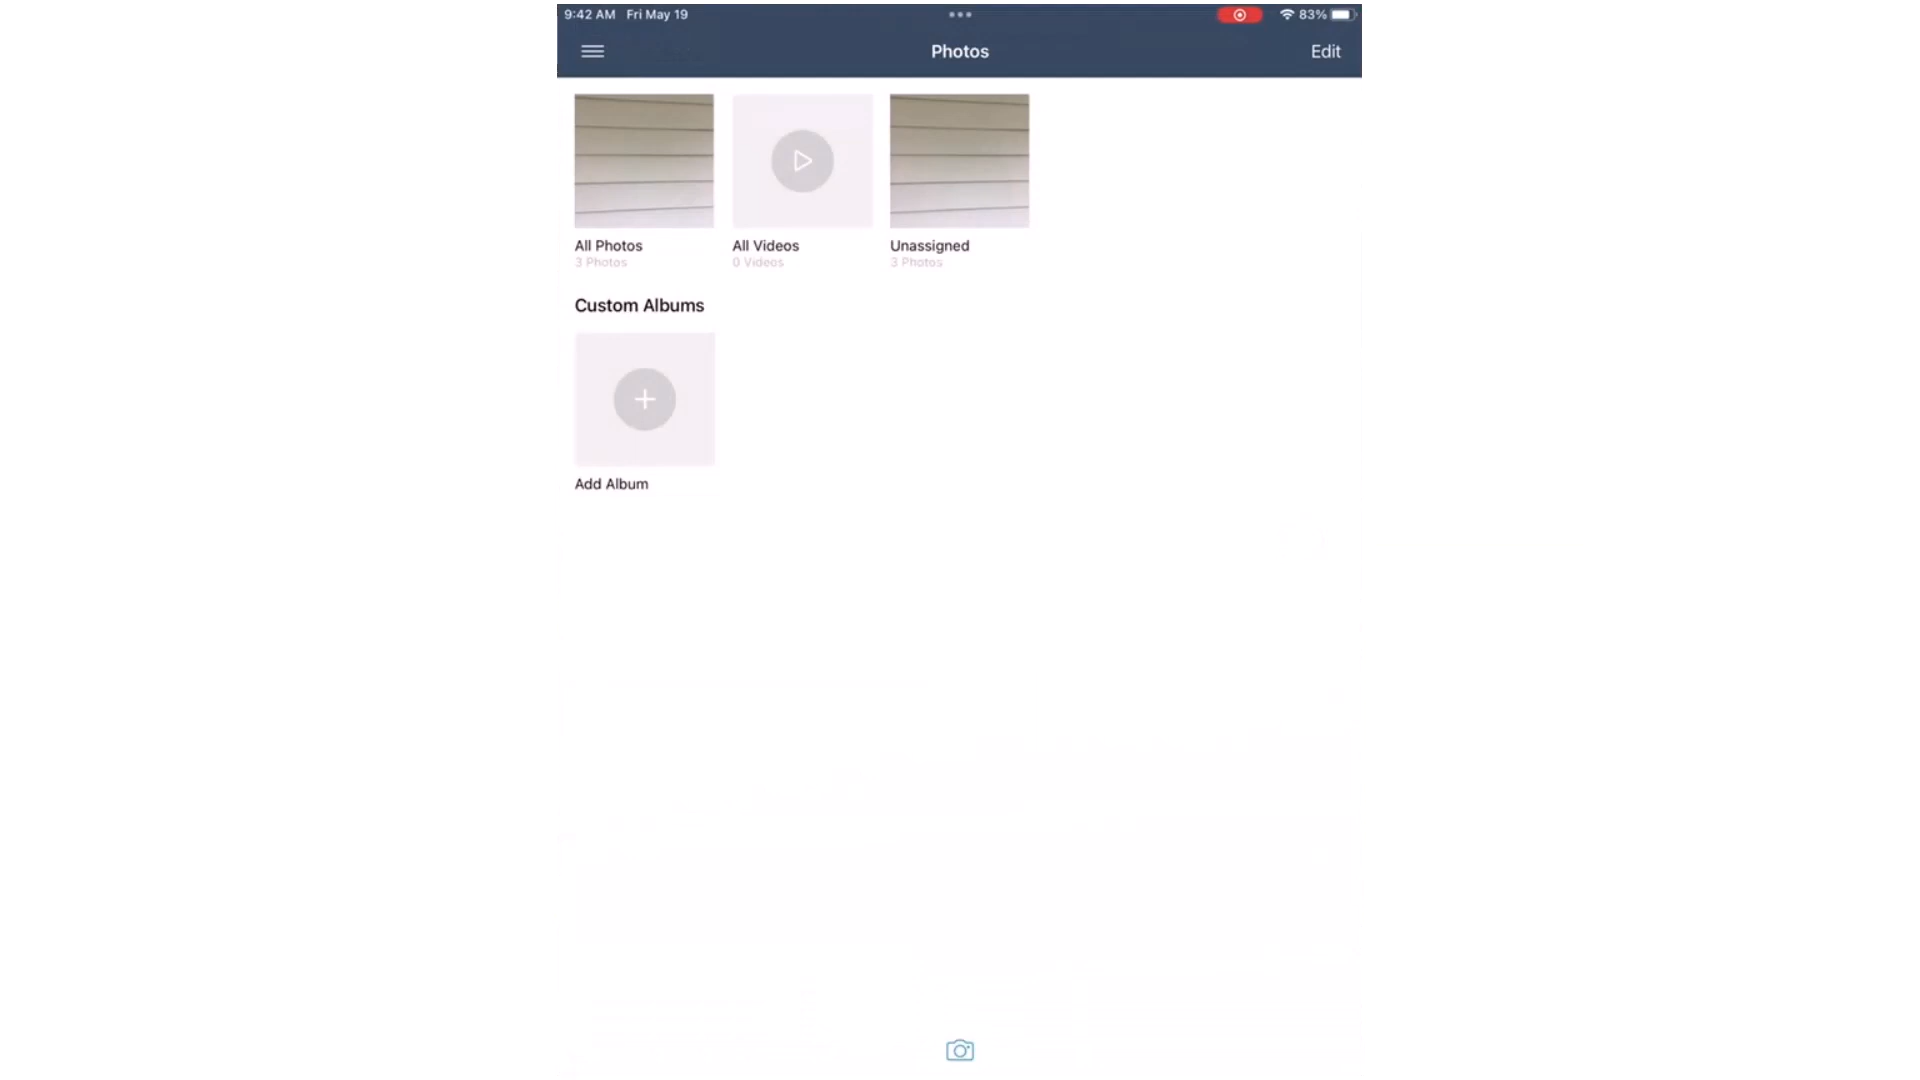 9:42 AM Fri May 19
83%
Photos
Edit
All Photos
3 Photos
All Videos
0 Videos
Unassigned
3 Photos
Custom Albums
Add Album